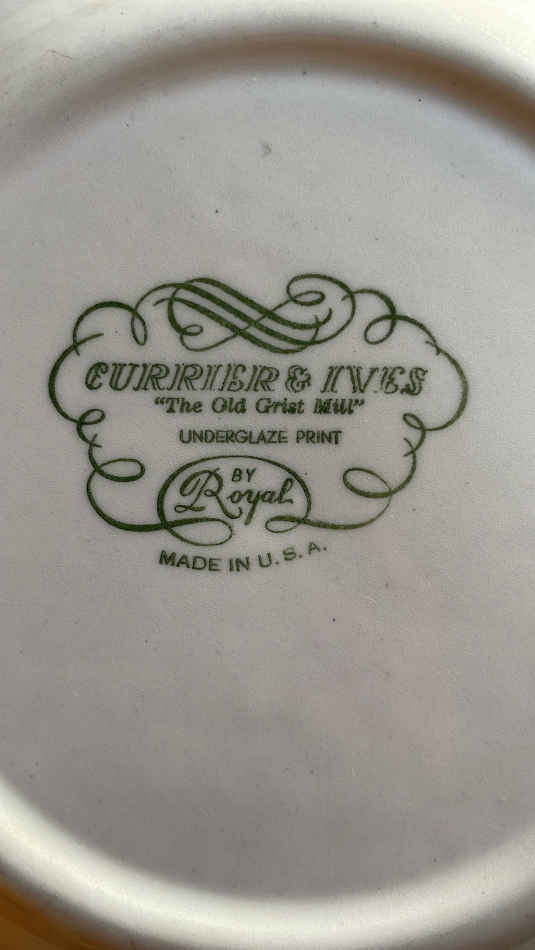 CURRIER & IVES
"The Old Grist Mill"
UNDERGLAZE PRINT
BY
Royal
MADE IN U.S.A.